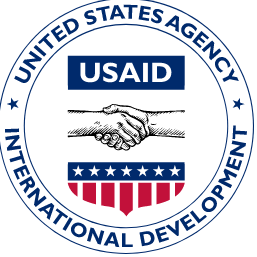 UNITED STATES AGENCY
USAID
INTERNATIONAL DEVELOPMENT